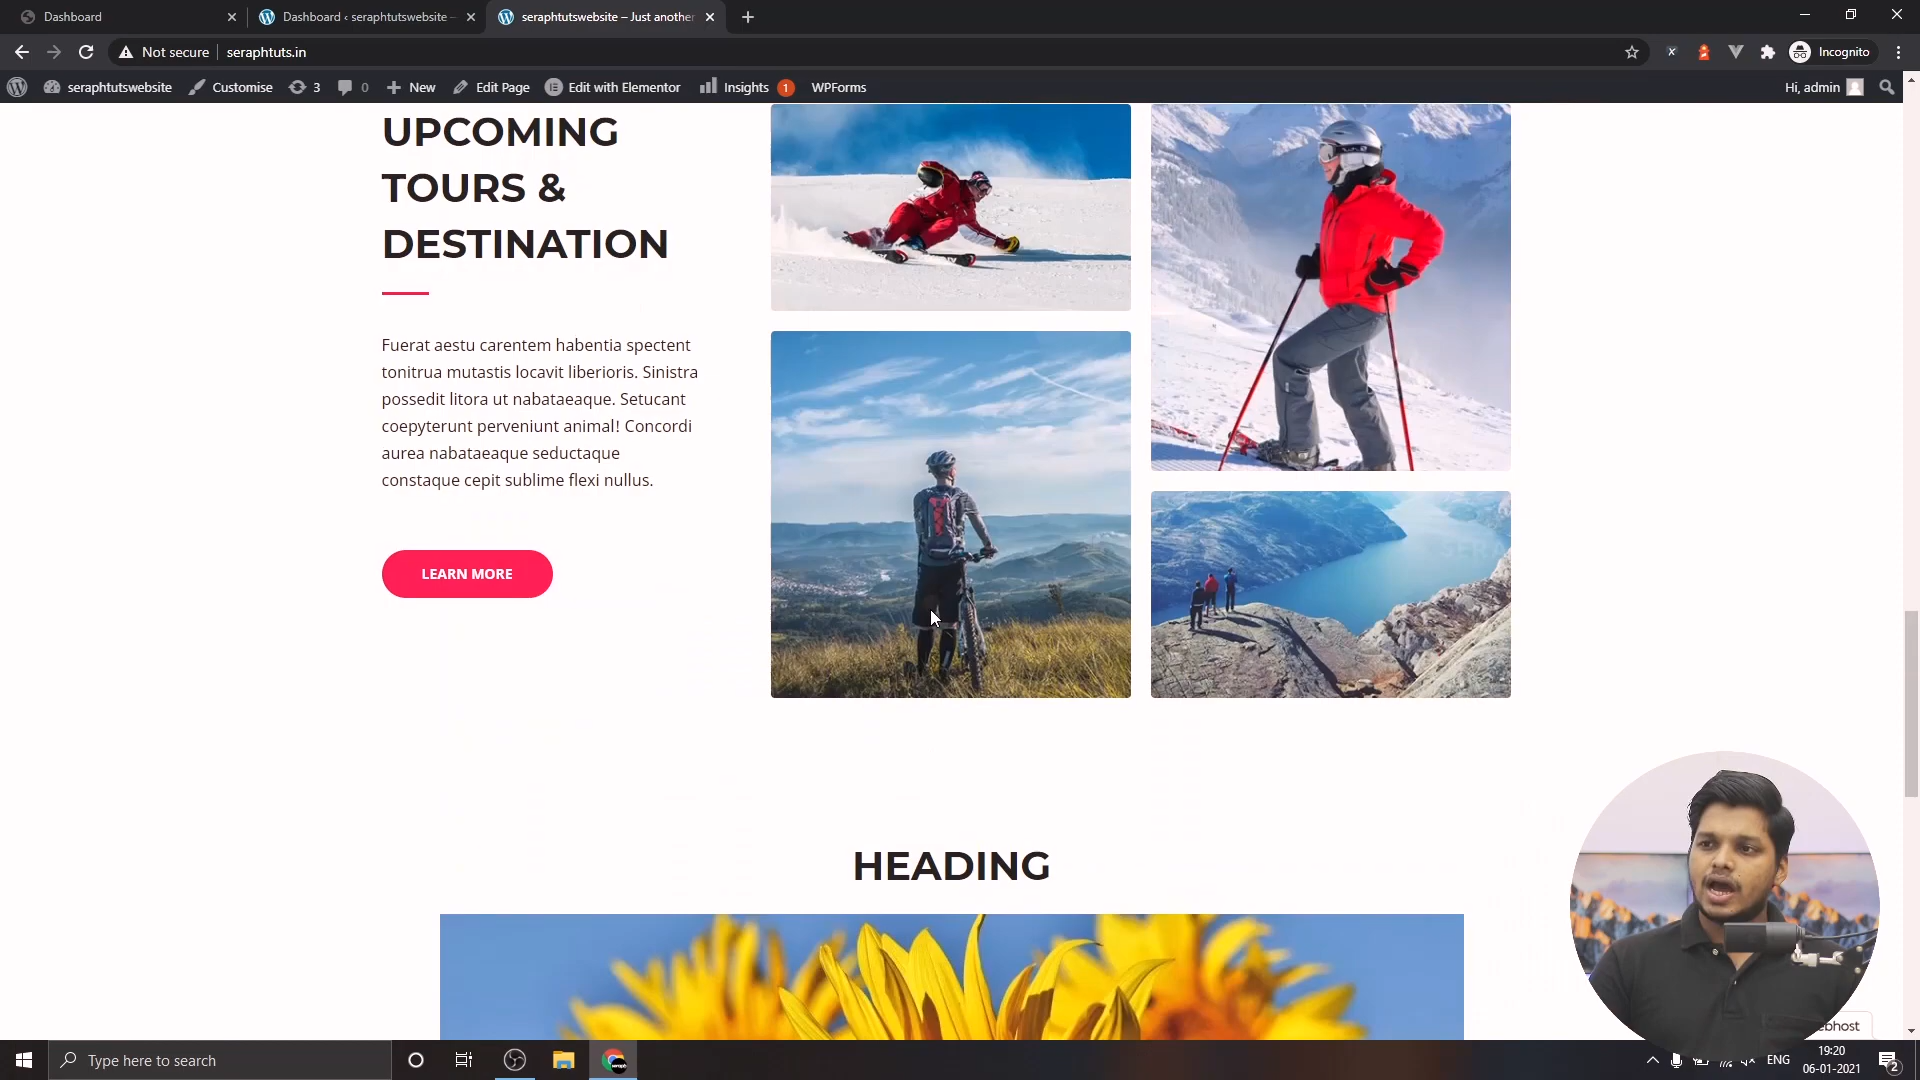 Dashboard
Dashboard ‹ seraphtutswebsite –
seraphtutswebsite – Just another
Not secure
seraphtuts.in
Incognito
seraphtutswebsite
Customise
3
0
New
Edit Page
Edit with Elementor
Insights
1
WPForms
Hi, admin
UPCOMING
TOURS &
DESTINATION
Fuerat aestu carentem habentia spectent
tonitrua mutastis locavit liberioris. Sinistra
possedit litora ut nabataeaque. Setucant
coepyterunt perveniunt animal! Concordi
aurea nabataeaque seductaque
constaque cepit sublime flexi nullus.
LEARN MORE
HEADING
Type here to search
ENG
19:20
06-01-2021
2